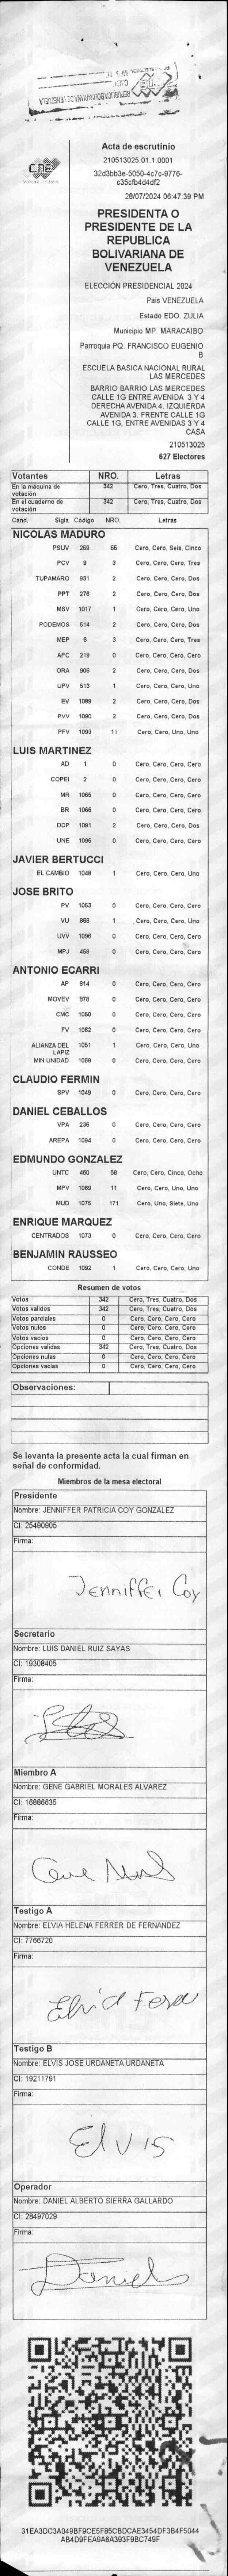 CNE
Acta de escrutinio
210513025.01.1.0001
32d3bb3e-5050-4c7c-9776-
c35cfb4d4df2
28/07/2024 06:47:39 PM
PRESIDENTA O
PRESIDENTE DE LA
REPUBLICA
BOLIVARIANA DE
VENEZUELA
ELECCIÓN PRESIDENCIAL 2024
Pais VENEZUELA
Estado EDO. ZULIA
Municipio MP. MARACAIBO
Parroquia PQ. FRANCISCO EUGENIO
B
ESCUELA BASICA NACIONAL RURAL
LAS MERCEDES
BARRIO BARRIO LAS MERCEDES
CALLE 1G ENTRE AVENIDA 3 Y 4
DERECHA AVENIDA 4. IZQUIERDA
AVENIDA 3. FRENTE CALLE 1G
CALLE 1G, ENTRE AVENIDAS 3 Y 4
CASA
210513025
627 Electores
Votantes NRO. Letras
En la máquina de votación 342 Cero, Tres, Cuatro, Dos
En el cuaderno de votación 342 Cero, Tres, Cuatro, Dos
Cand. Sigla Código NRO. Letras
NICOLAS MADURO
PSUV 269 65 Cero, Cero, Seis, Cinco
PCV 9 3 Cero, Cero, Cero, Tres
TUPAMARO 931 2 Cero, Cero, Cero, Dos
PPT 276 2 Cero, Cero, Cero, Dos
MSV 1017 1 Cero, Cero, Cero, Uno
PODEMOS 514 2 Cero, Cero, Cero, Dos
MEP 6 3 Cero, Cero, Cero, Tres
APC 219 0 Cero, Cero, Cero, Cero
ORA 906 2 Cero, Cero, Cero, Dos
UPV 513 1 Cero, Cero, Cero, Uno
EV 1089 2 Cero, Cero, Cero, Dos
PVV 1090 2 Cero, Cero, Cero, Dos
PFV 1093 11 Cero, Cero, Uno, Uno
LUIS MARTINEZ
AD 1 0 Cero, Cero, Cero, Cero
COPEI 2 0 Cero, Cero, Cero, Cero
MR 1065 0 Cero, Cero, Cero, Cero
BR 1066 0 Cero, Cero, Cero, Cero
DDP 1091 2 Cero, Cero, Cero, Dos
UNE 1095 0 Cero, Cero, Cero, Cero
JAVIER BERTUCCI
EL CAMBIO 1048 1 Cero, Cero, Cero, Uno
JOSE BRITO
PV 1053 0 Cero, Cero, Cero, Cero
VU 868 1 Cero, Cero, Cero, Uno
UVV 1096 0 Cero, Cero, Cero, Cero
MPJ 458 0 Cero, Cero, Cero, Cero
ANTONIO ECARRI
AP 814 0 Cero, Cero, Cero, Cero
MOVEV 878 0 Cero, Cero, Cero, Cero
CMC 1060 0 Cero, Cero, Cero, Cero
FV 1062 0 Cero, Cero, Cero, Cero
ALIANZA DEL LAPIZ 1051 1 Cero, Cero, Cero, Uno
MIN UNIDAD 1068 0 Cero, Cero, Cero, Cero
CLAUDIO FERMIN
SPV 1049 0 Cero, Cero, Cero, Cero
DANIEL CEBALLOS
VPA 236 0 Cero, Cero, Cero, Cero
AREPA 1094 0 Cero, Cero, Cero, Cero
EDMUNDO GONZALEZ
UNTC 460 58 Cero, Cero, Cinco, Ocho
MPV 1069 11 Cero, Cero, Uno, Uno
MUD 1075 171 Cero, Uno, Siete, Uno
ENRIQUE MARQUEZ
CENTRADOS 1073 0 Cero, Cero, Cero, Cero
BENJAMIN RAUSSEO
CONDE 1092 1 Cero, Cero, Cero, Uno
Resumen de votos
Votos 342 Cero, Tres, Cuatro, Dos
Votos validos 342 Cero, Tres, Cuatro, Dos
Votos parciales 0 Cero, Cero, Cero, Cero
Votos nulos 0 Cero, Cero, Cero, Cero
Votos vacios 0 Cero, Cero, Cero, Cero
Opciones validas 342 Cero, Tres, Cuatro, Dos
Opciones nulas 0 Cero, Cero, Cero, Cero
Opciones vacias 0 Cero, Cero, Cero, Cero
Observaciones:
Se levanta la presente acta la cual firman en
señal de conformidad.
Miembros de la mesa electoral
Presidente
Nombre: JENNIFFER PATRICIA COY GONZALEZ
CI: 25490905
Firma:
Jenniffer Coy
Secretario
Nombre: LUIS DANIEL RUIZ SAYAS
CI: 19308405
Firma:
Miembro A
Nombre: GENE GABRIEL MORALES ALVAREZ
CI: 16886635
Firma:
Testigo A
Nombre: ELVIA HELENA FERRER DE FERNANDEZ
CI: 7766720
Firma:
Testigo B
Nombre: ELVIS JOSE URDANETA URDANETA
CI: 19211791
Firma:
Elvis
Operador
Nombre: DANIEL ALBERTO SIERRA GALLARDO
CI: 28497029
Firma:
Daniel
31EA3DC3A049BF9CE5F85CBDCAE3454DF3B4F5044
AB4D9FEA9A6A393F9BC749F